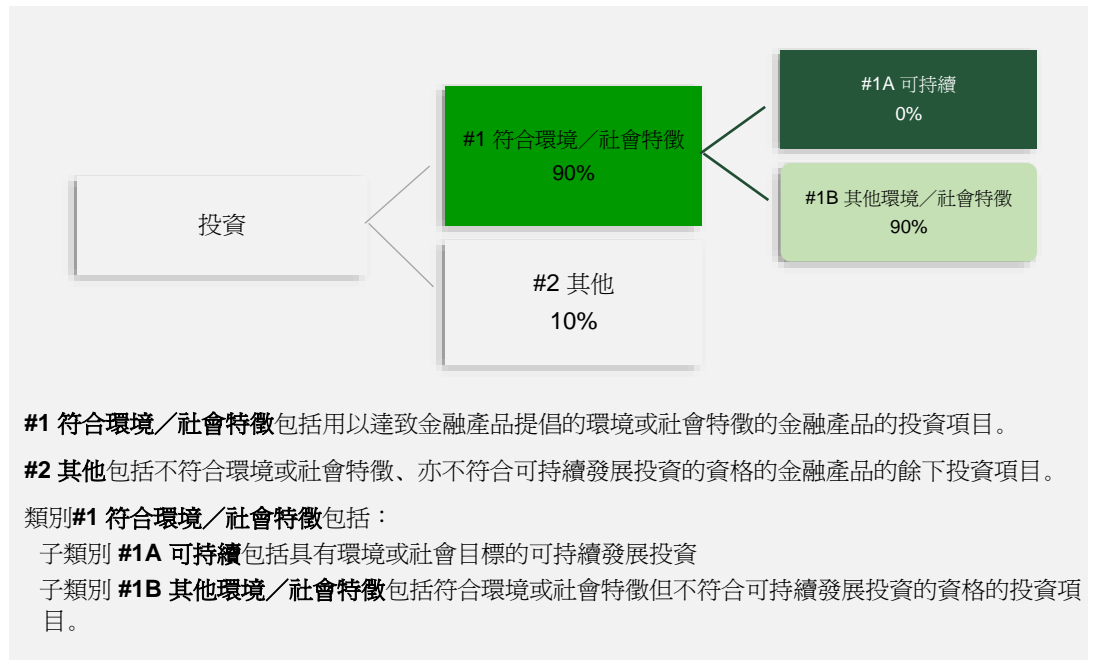 #1A 可持續
0%
#1 符合環境／社會特徵
90%
#1B 其他環境／社會特徵
90%
投資
#2 其他
10%
#1 符合環境／社會特徵包括用以達致金融產品提倡的環境或社會特徵的金融產品的投資項目。
#2 其他包括不符合環境或社會特徵、亦不符合可持續發展投資的資格的金融產品的餘下投資項目。
類別#1 符合環境／社會特徵包括：
子類別 #1A 可持續包括具有環境或社會目標的可持續發展投資
子類別 #1B 其他環境／社會特徵包括符合環境或社會特徵但不符合可持續發展投資的資格的投資項
目。